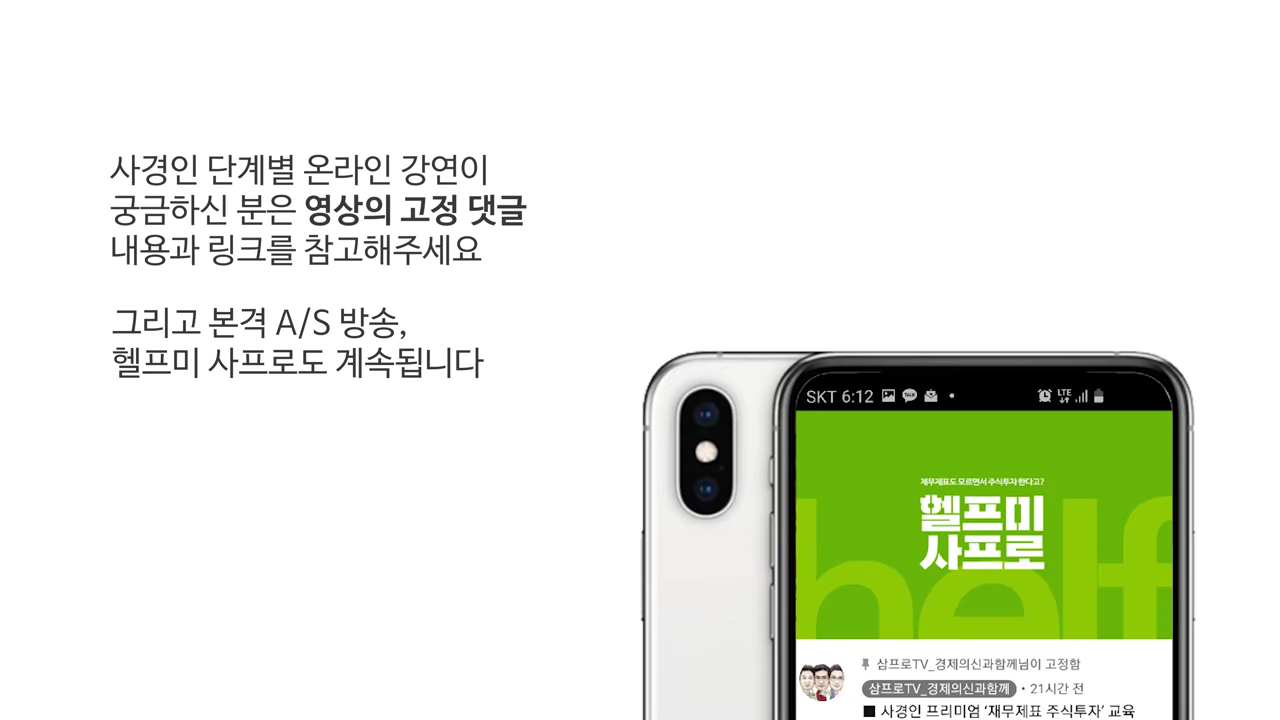 사경인 단계별 온라인 강연이
궁금하신 분은 영상의 고정 댓글
내용과 링크를 참고해주세요
그리고 본격 A/S 방송,
헬프미 사프로도 계속됩니다
SKT 6:12
TALK
LTE
재무제표도 모르면서 주식투자 한다고?
헬프미
사프로
helf
삼프로TV_경제의신과함께님이 고정함
삼프로TV_경제의신과함께 • 21시간 전
■ 사경인 프리미엄 ‘재무제표 주식투자’ 교육